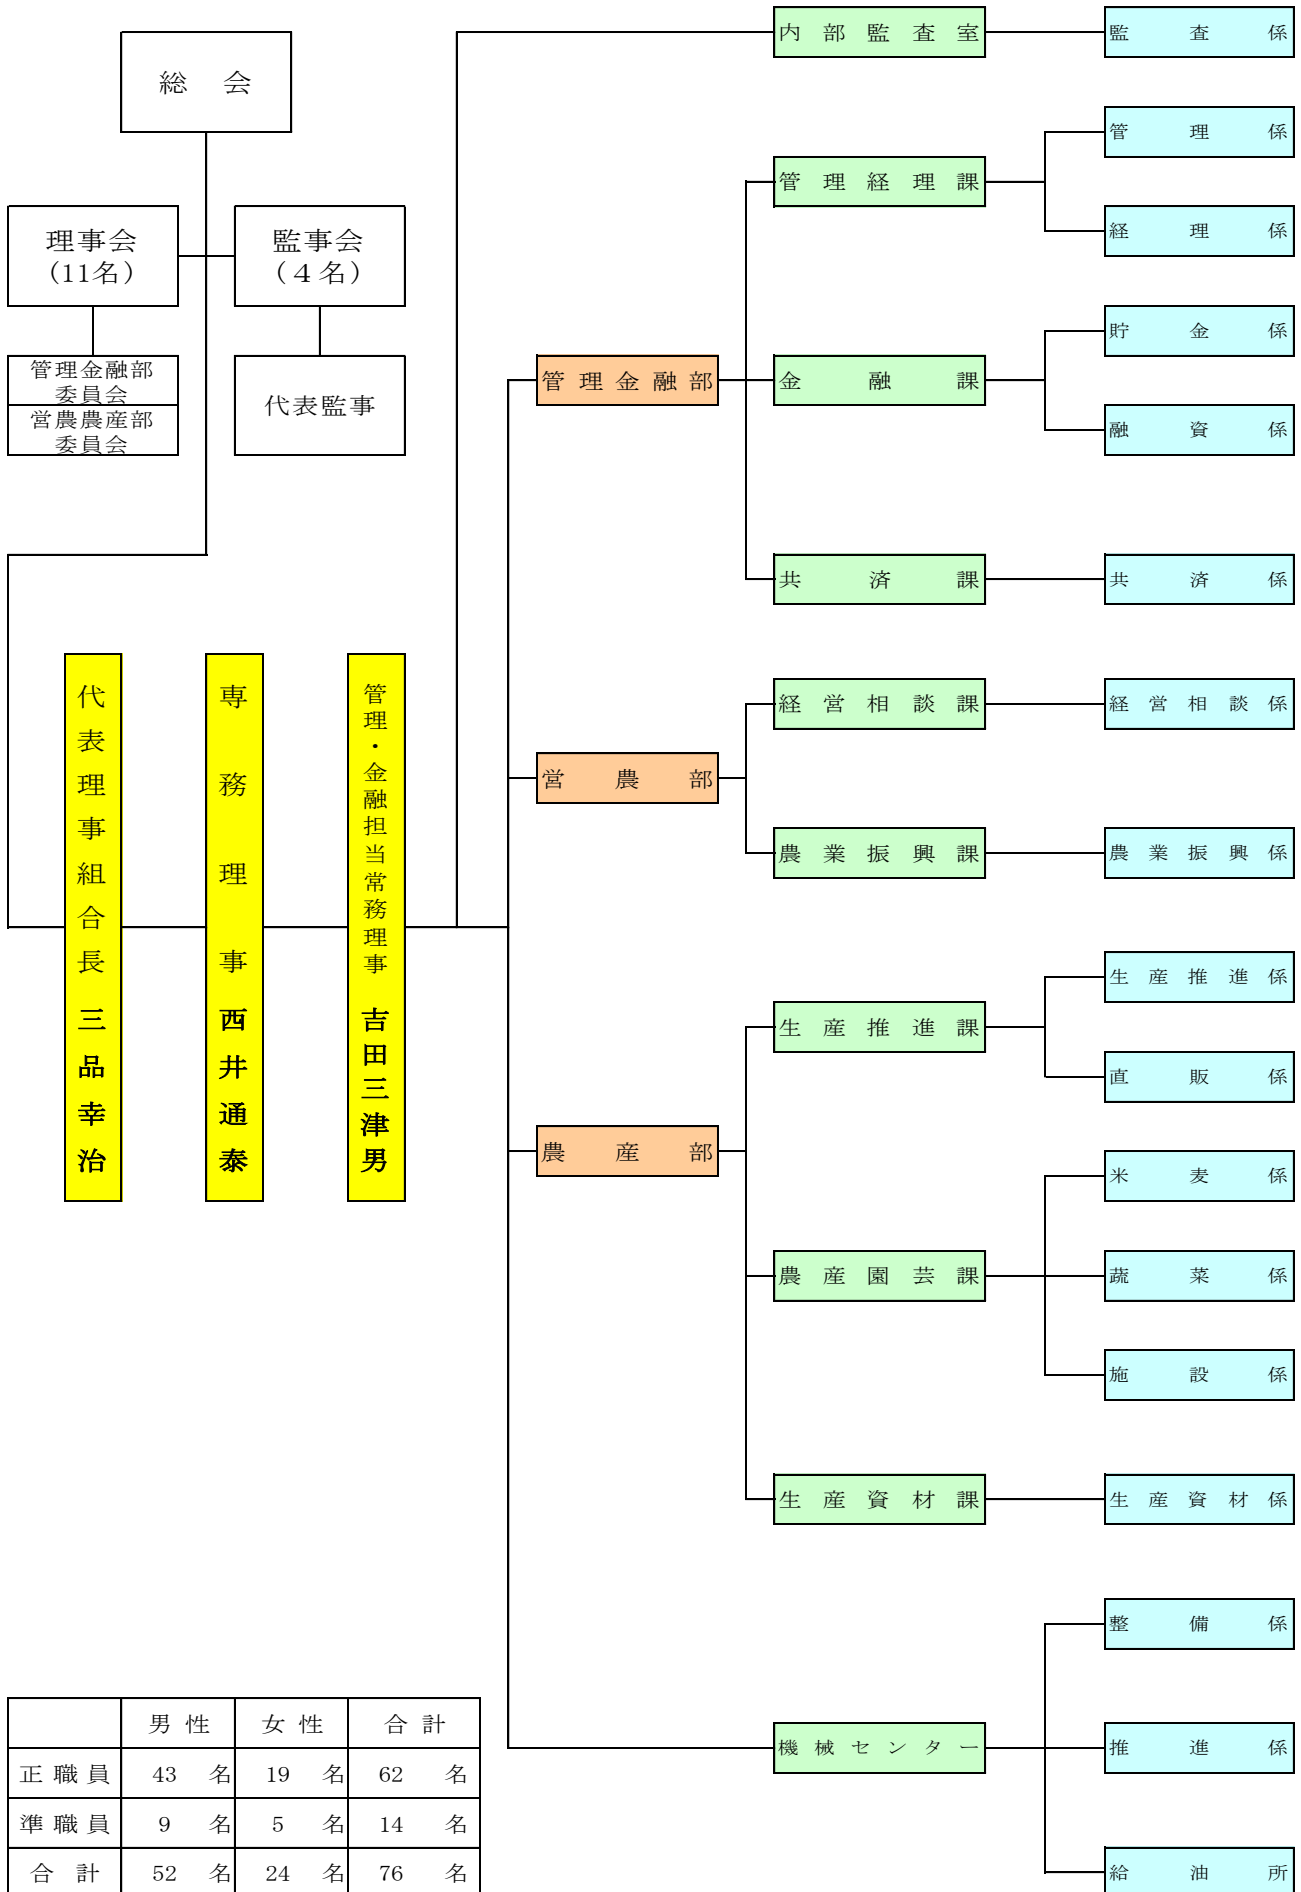 総会
理事会
（11名）
監事会
（４名）
管理金融部
委員会
営農農産部
委員会
代表監事
代表理事組合長 三品幸治
専務理事 西井通泰
管理・金融担当常務理事 吉田三津男
内部監査室
監査係
管理金融部
管理経理課
管理係
経理係
金融課
貯金係
融資係
共済課
共済係
営農部
経営相談課
経営相談係
農業振興課
農業振興係
農産部
生産推進課
生産推進係
直販係
農産園芸課
米麦係
蔬菜係
施設係
生産資材課
生産資材係
機械センター
整備係
推進係
給油所
男性 女性 合計
正職員 43名 19名 62名
準職員 9名 5名 14名
合計 52名 24名 76名